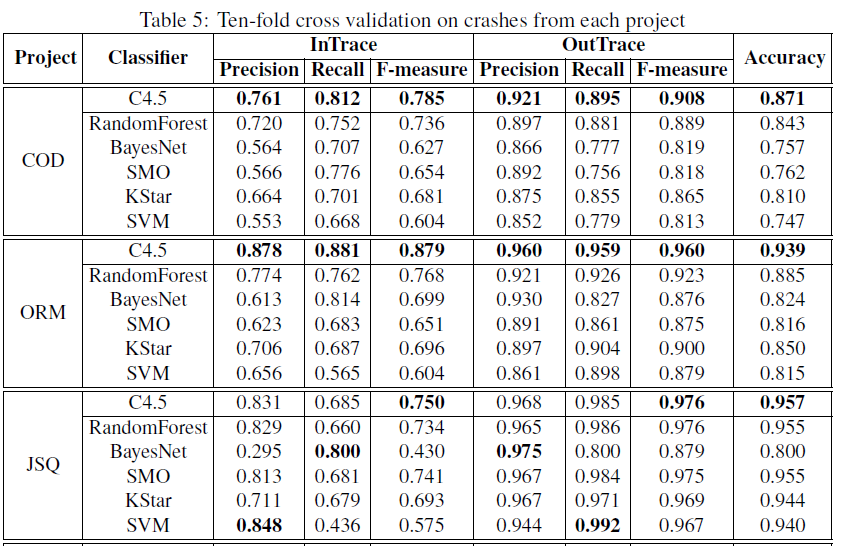 Table 5: Ten-fold cross validation on crashes from each project
Project Classifier InTrace OutTrace Accuracy
Precision Recall F-measure Precision Recall F-measure
COD
C4.5 0.761 0.812 0.785 0.921 0.895 0.908 0.871
RandomForest 0.720 0.752 0.736 0.897 0.881 0.889 0.843
BayesNet 0.564 0.707 0.627 0.866 0.777 0.819 0.757
SMO 0.566 0.776 0.654 0.892 0.756 0.818 0.762
KStar 0.664 0.701 0.681 0.875 0.855 0.865 0.810
SVM 0.553 0.668 0.604 0.852 0.779 0.813 0.747
ORM
C4.5 0.878 0.881 0.879 0.960 0.959 0.960 0.939
RandomForest 0.774 0.762 0.768 0.921 0.926 0.923 0.885
BayesNet 0.613 0.814 0.699 0.930 0.827 0.876 0.824
SMO 0.623 0.683 0.651 0.891 0.861 0.875 0.816
KStar 0.706 0.687 0.696 0.897 0.904 0.900 0.850
SVM 0.656 0.565 0.604 0.861 0.898 0.879 0.815
JSQ
C4.5 0.831 0.685 0.750 0.968 0.985 0.976 0.957
RandomForest 0.829 0.660 0.734 0.965 0.986 0.976 0.955
BayesNet 0.295 0.800 0.430 0.975 0.800 0.879 0.800
SMO 0.813 0.681 0.741 0.967 0.984 0.975 0.955
KStar 0.711 0.679 0.693 0.967 0.971 0.969 0.944
SVM 0.848 0.436 0.575 0.944 0.992 0.967 0.940